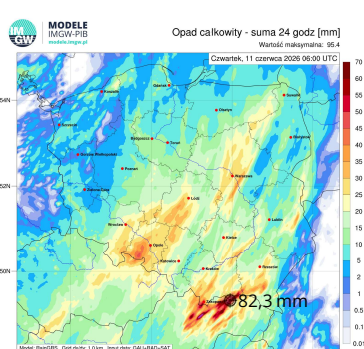 MODELE
IMGW-PIB
modele.imgw.pl
IMGW
Opad całkowity - suma 24 godz [mm]
Wartość maksymalna: 95.4
Czwartek, 11 czerwca 2026 06:00 UTC
54N
52N
50N
Koszalin
Gdańsk
Suwałki
Olsztyn
Szczecin
Bydgoszcz
Toruń
Białystok
Gorzów Wielkopolski
Poznań
Warszawa
Zielona Góra
Łódź
Wrocław
Lublin
Opole
Kielce
Katowice
Kraków
Rzeszów
Zakopane
82,3 mm
70
60
55
50
45
40
35
30
25
20
15
10
5
2
1
0.5
0.1
0.01